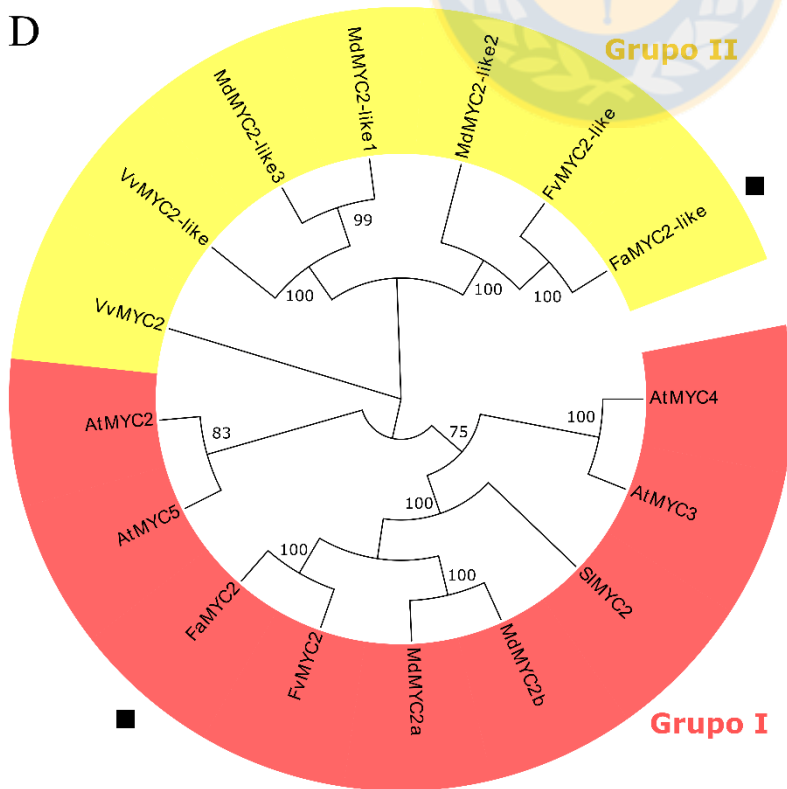 D
Grupo II
MdMYC2-like1
MdMYC2-like2
MdMYC2-like3
FvMYC2-like
VvMYC2-like
FaMYC2-like
99
100
100
100
VvMYC2
AtMYC2
83
AtMYC5
75
100
AtMYC4
AtMYC3
100
SlMYC2
100
100
FaMYC2
FvMYC2
MdMYC2a
MdMYC2b
Grupo I